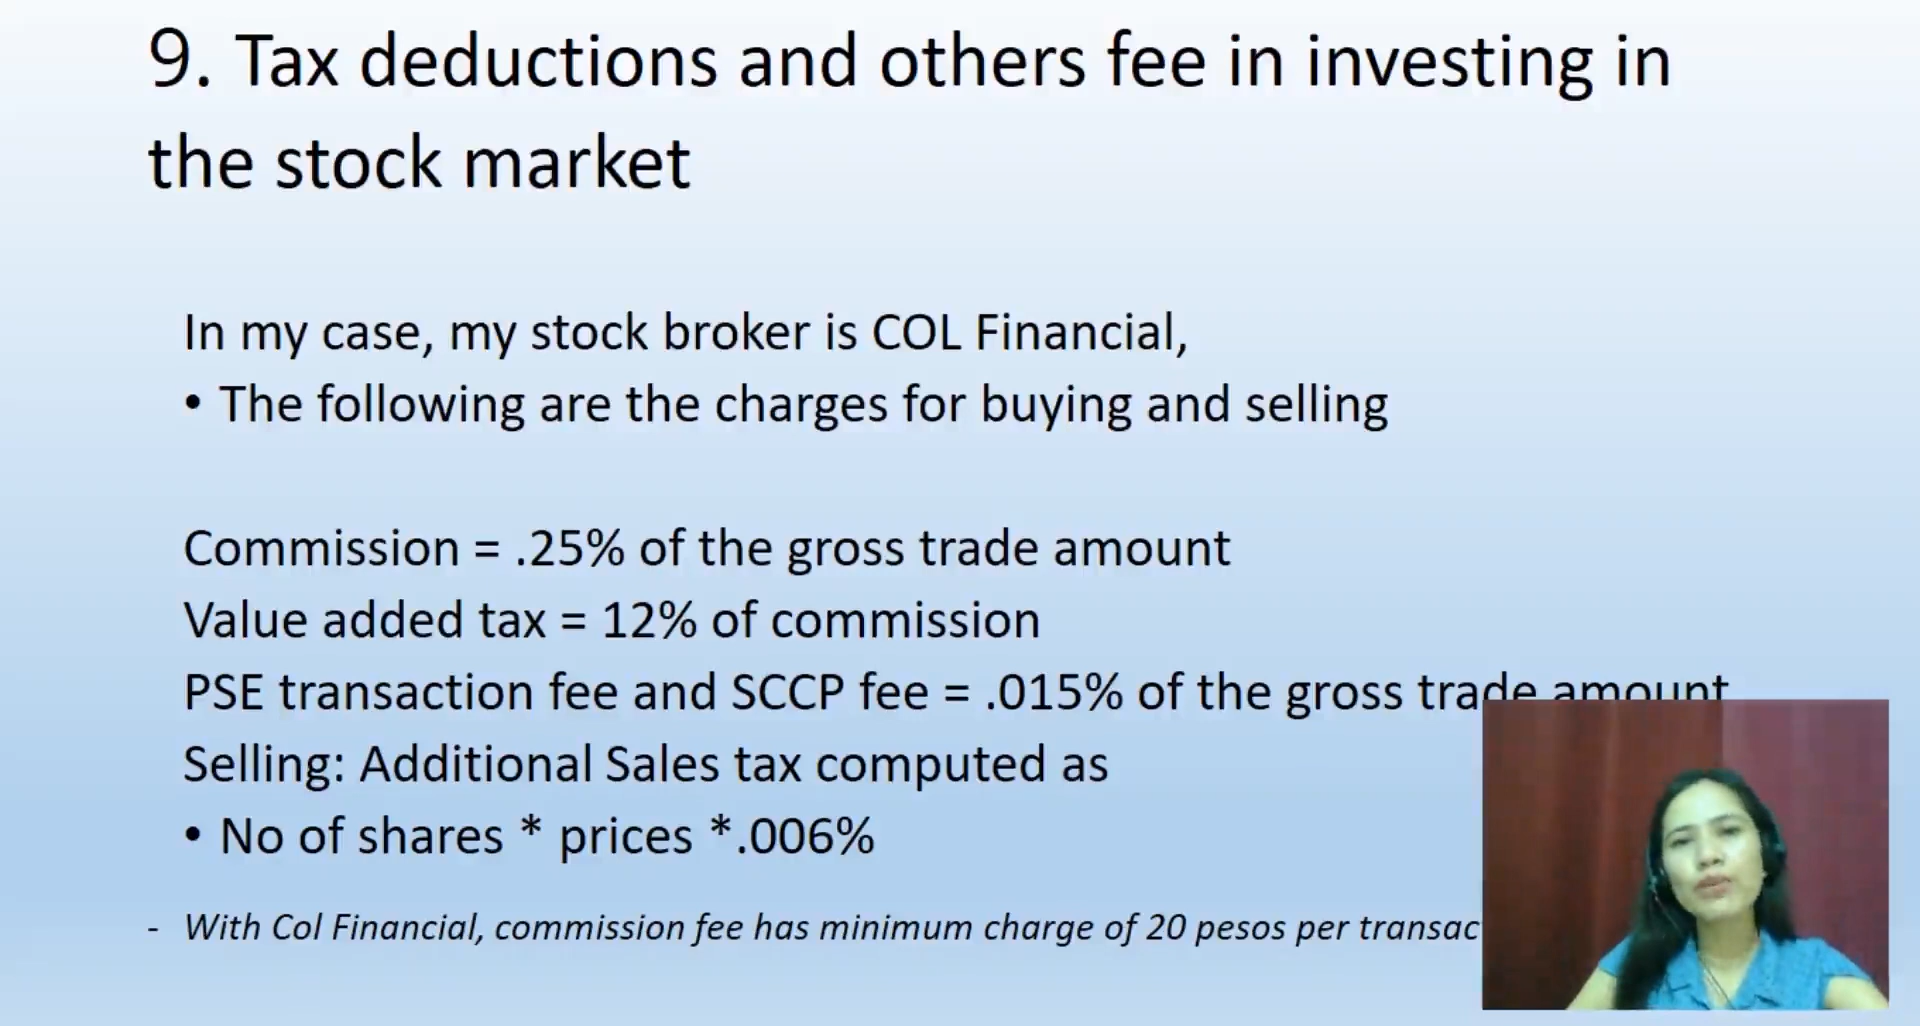 9. Tax deductions and others fee in investing in
the stock market
In my case, my stock broker is COL Financial,
• The following are the charges for buying and selling
Commission = .25% of the gross trade amount
Value added tax = 12% of commission
PSE transaction fee and SCCP fee = .015% of the gross trade amount
Selling: Additional Sales tax computed as
• No of shares * prices *.006%
- With Col Financial, commission fee has minimum charge of 20 pesos per